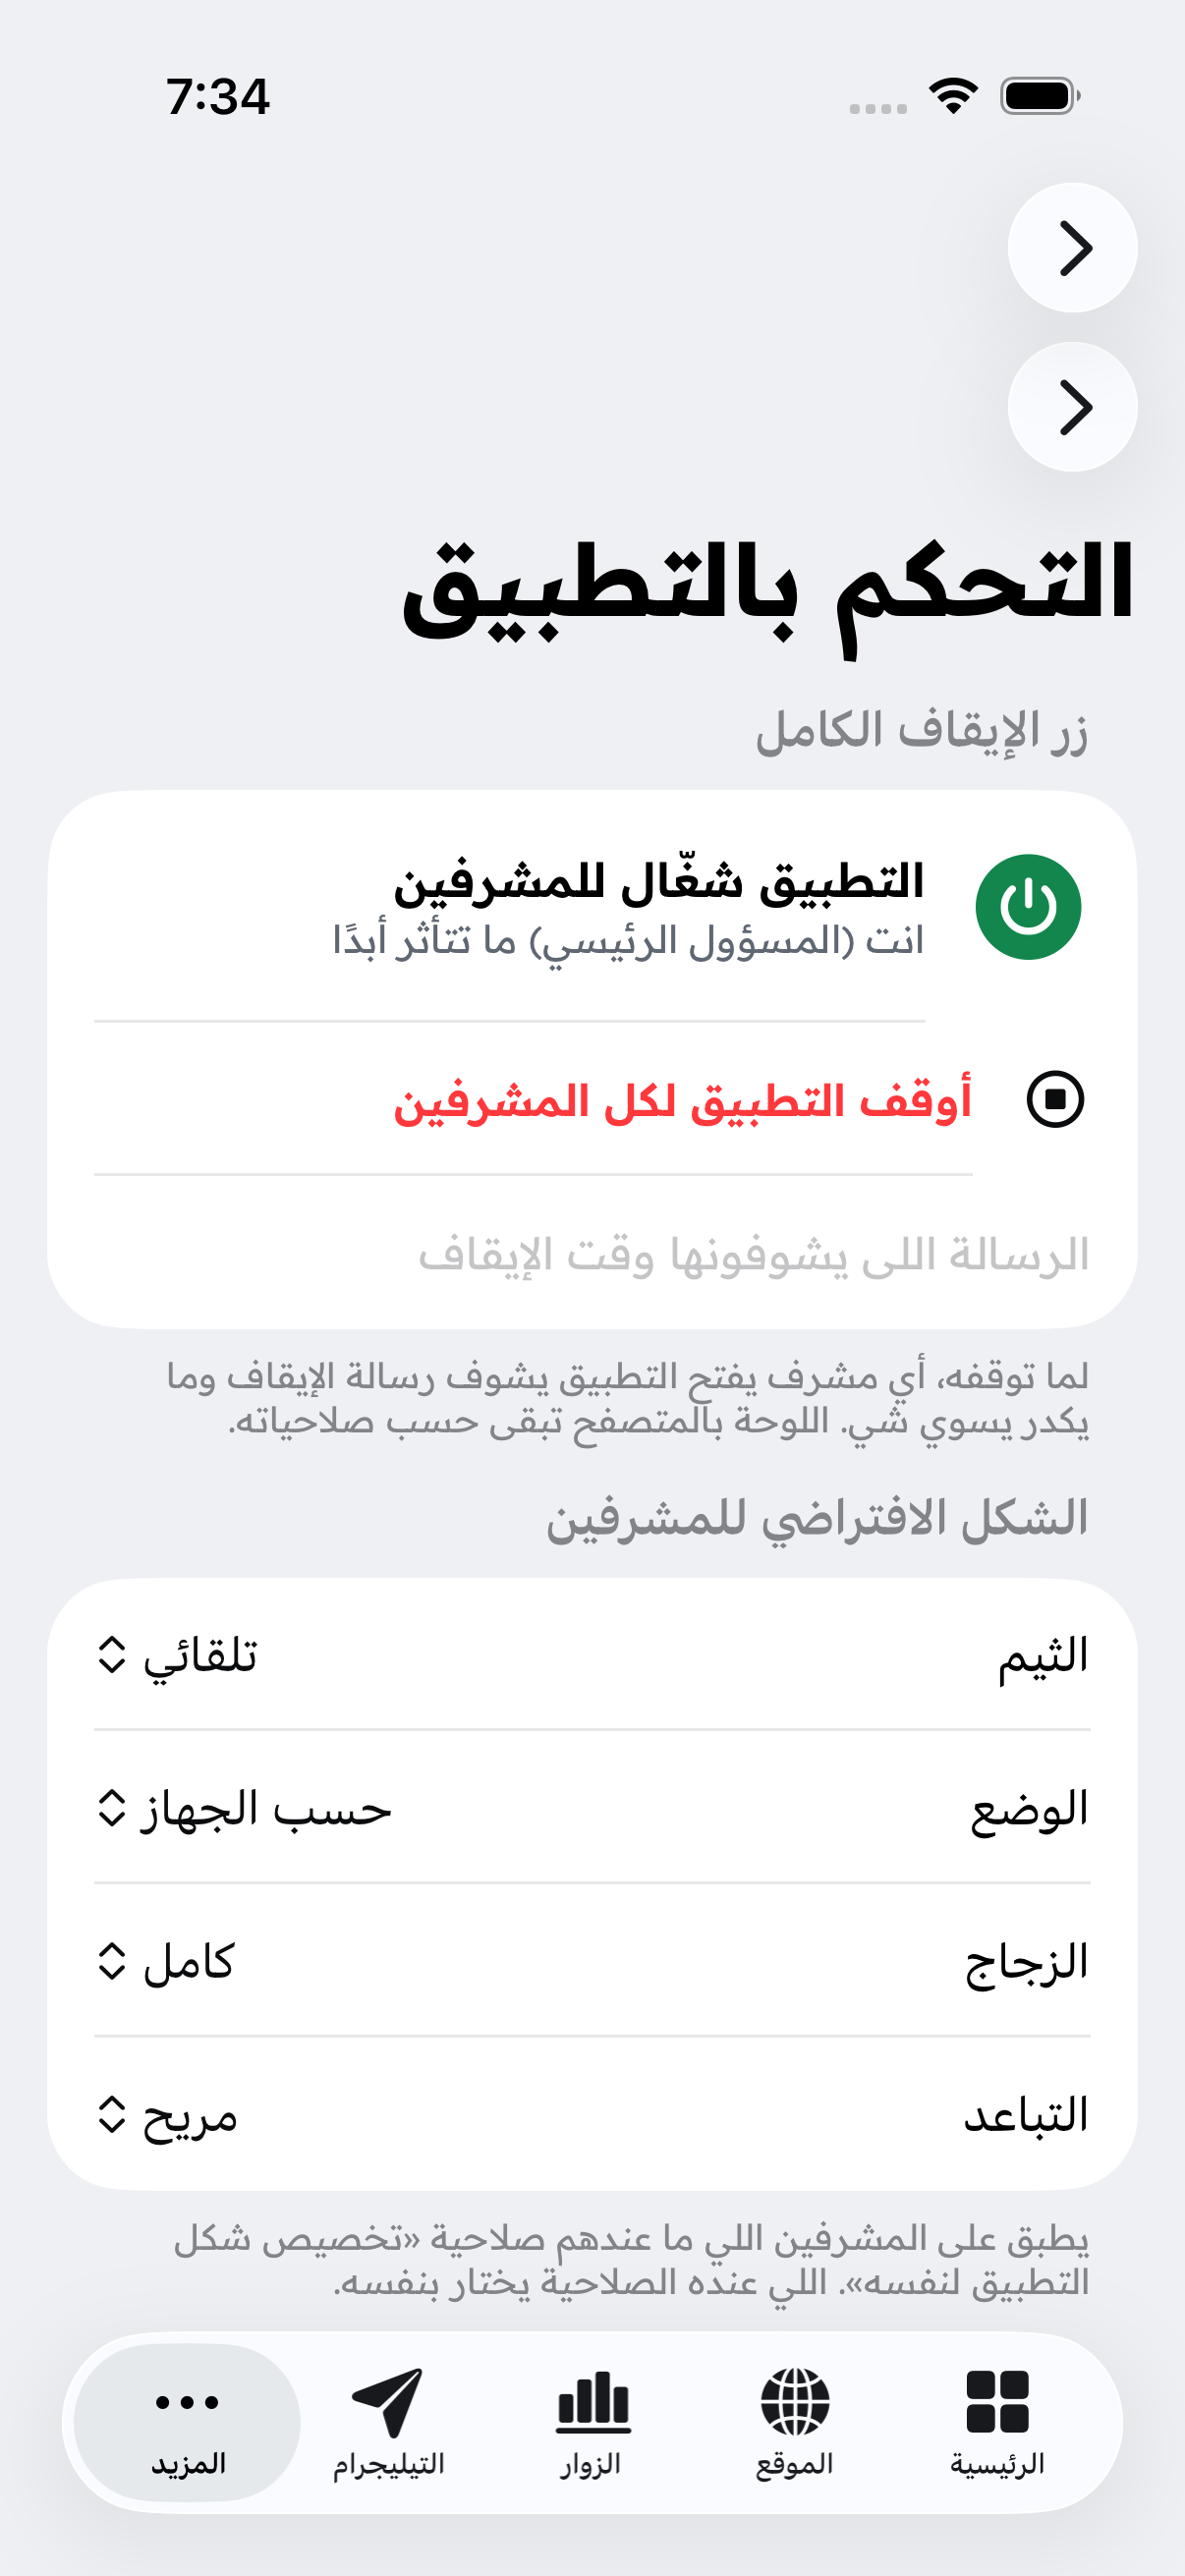 7:34
التحكم بالتطبيق
زر الإيقاف الكامل
التطبيق شغّال للمشرفين
انت (المسؤول الرئيسي) ما تتأثر أبدًا
أوقف التطبيق لكل المشرفين
الرسالة اللي يشوفونها وقت الإيقاف
لما توقفه، أي مشرف يفتح التطبيق يشوف رسالة الإيقاف وما
يكدر يسوي شي. اللوحة بالمتصفح تبقى حسب صلاحياته.
الشكل الافتراضي للمشرفين
الثيم تلقائي
الوضع حسب الجهاز
الزجاج كامل
التباعد مريح
يطبق على المشرفين اللي ما عندهم صلاحية «تخصيص شكل
التطبيق لنفسه». اللي عنده الصلاحية يختار بنفسه.
الرئيسية الموقع الزوار التيليجرام المزيد